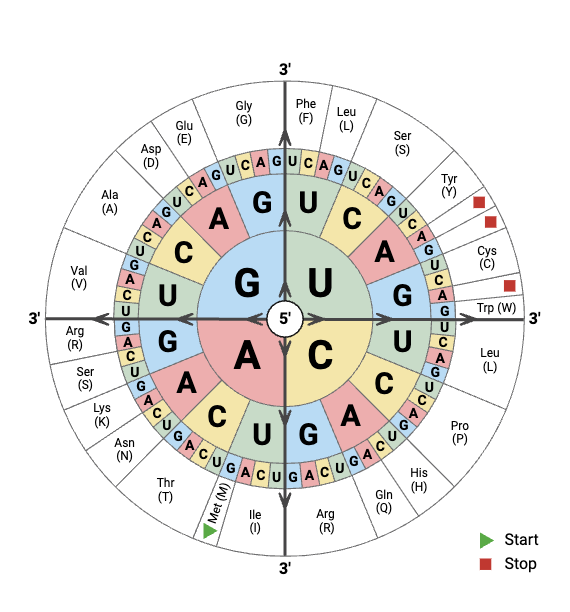 3'
Phe
(F)
Leu
(L)
Ser
(S)
Tyr
(Y)
Cys
(C)
Trp (W)
3'
Leu
(L)
Pro
(P)
His
(H)
Gln
(Q)
Arg
(R)
3'
Ile
(I)
Met (M)
Thr
(T)
Asn
(N)
Lys
(K)
Ser
(S)
Arg
(R)
3'
Val
(V)
Ala
(A)
Asp
(D)
Glu
(E)
Gly
(G)
U C A G U C A G U C A G U C A G
U C A G U C A G U C A G U C A G
U C A G U C A G U C A G U C A G
U C A G U C A G U C A G U C A G
U C A G
U C A G
U C A G
U C A G
G U
5'
A C
Start
Stop